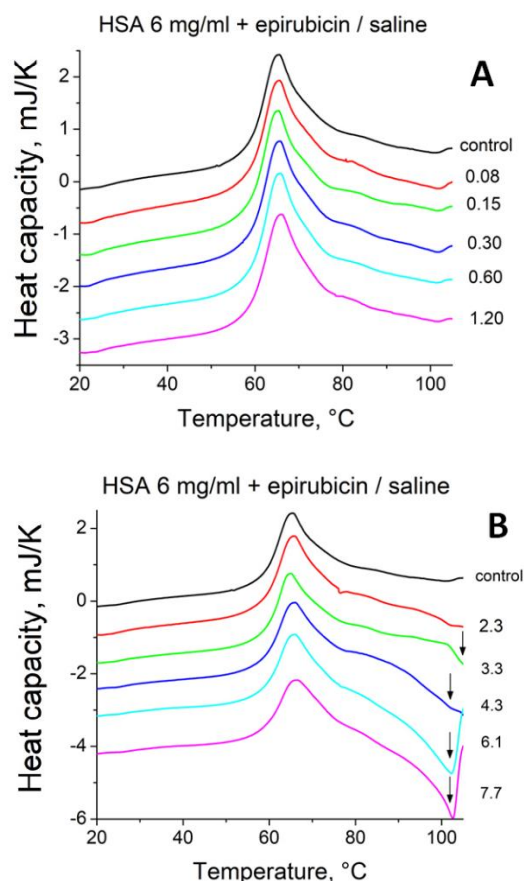 HSA 6 mg/ml + epirubicin / saline
A
Heat capacity, mJ/K
2
1
0
-1
-2
-3
control
0.08
0.15
0.30
0.60
1.20
20 40 60 80 100
Temperature, °C
HSA 6 mg/ml + epirubicin / saline
B
Heat capacity, mJ/K
2
0
-2
-4
-6
control
2.3
3.3
4.3
6.1
7.7
20 40 60 80 100
Temperature, °C